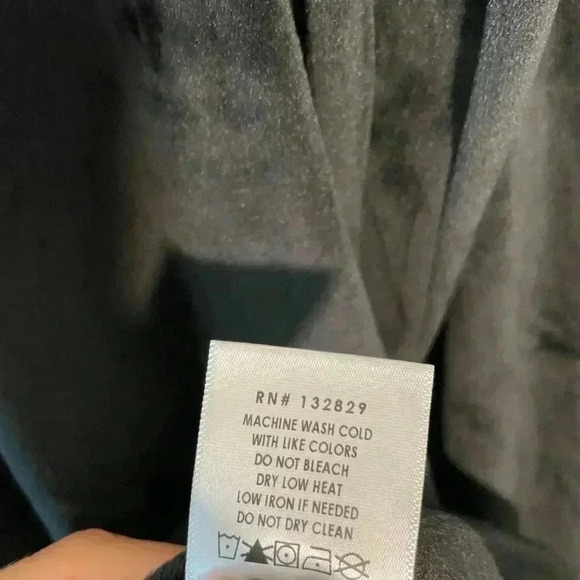 RN# 132829
MACHINE WASH COLD
WITH LIKE COLORS
DO NOT BLEACH
DRY LOW HEAT
LOW IRON IF NEEDED
DO NOT DRY CLEAN